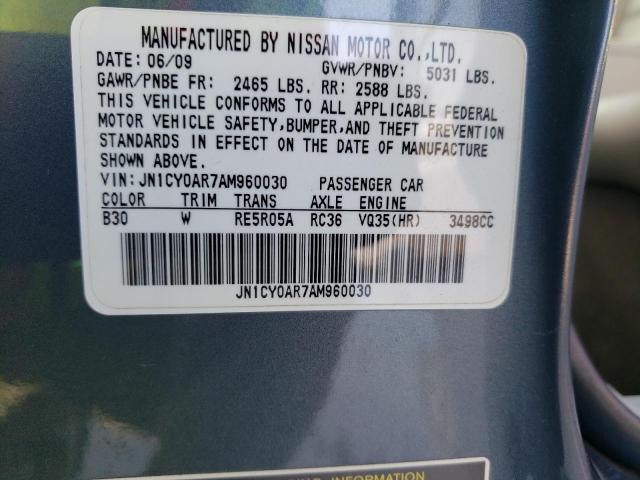 MANUFACTURED BY NISSAN MOTOR CO.,LTD.
DATE: 06/09 GVWR/PNBV: 5031 LBS.
GAWR/PNBE FR: 2465 LBS. RR: 2588 LBS.
THIS VEHICLE CONFORMS TO ALL APPLICABLE FEDERAL
MOTOR VEHICLE SAFETY,BUMPER,AND THEFT PREVENTION
STANDARDS IN EFFECT ON THE DATE OF MANUFACTURE
SHOWN ABOVE.
VIN:JN1CY0AR7AM960030 PASSENGER CAR
COLOR TRIM TRANS AXLE ENGINE
B30 W RE5R05A RC36 VQ35(HR) 3498CC
JN1CY0AR7AM960030
INFORMATION